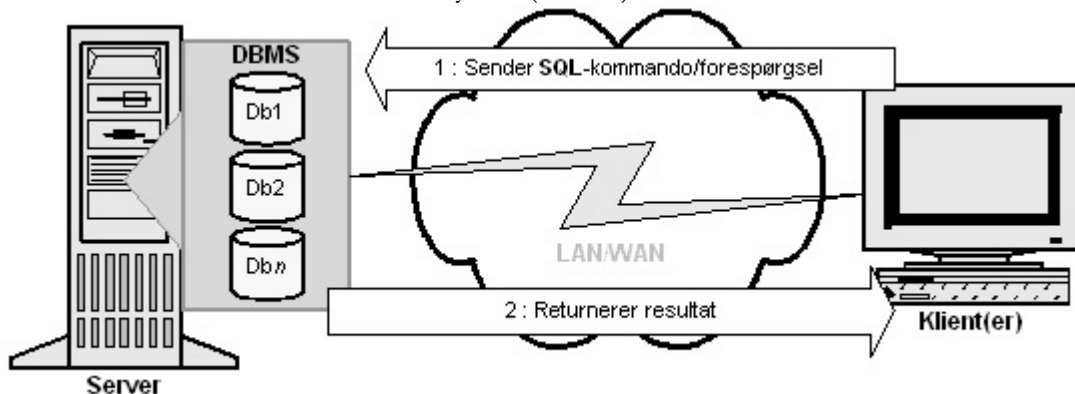 DBMS
1 : Sender SQL-kommando/forespørgsel
Db1
Db2
Dbn
LAN/WAN
2 : Returnerer resultat
Klient(er)
Server